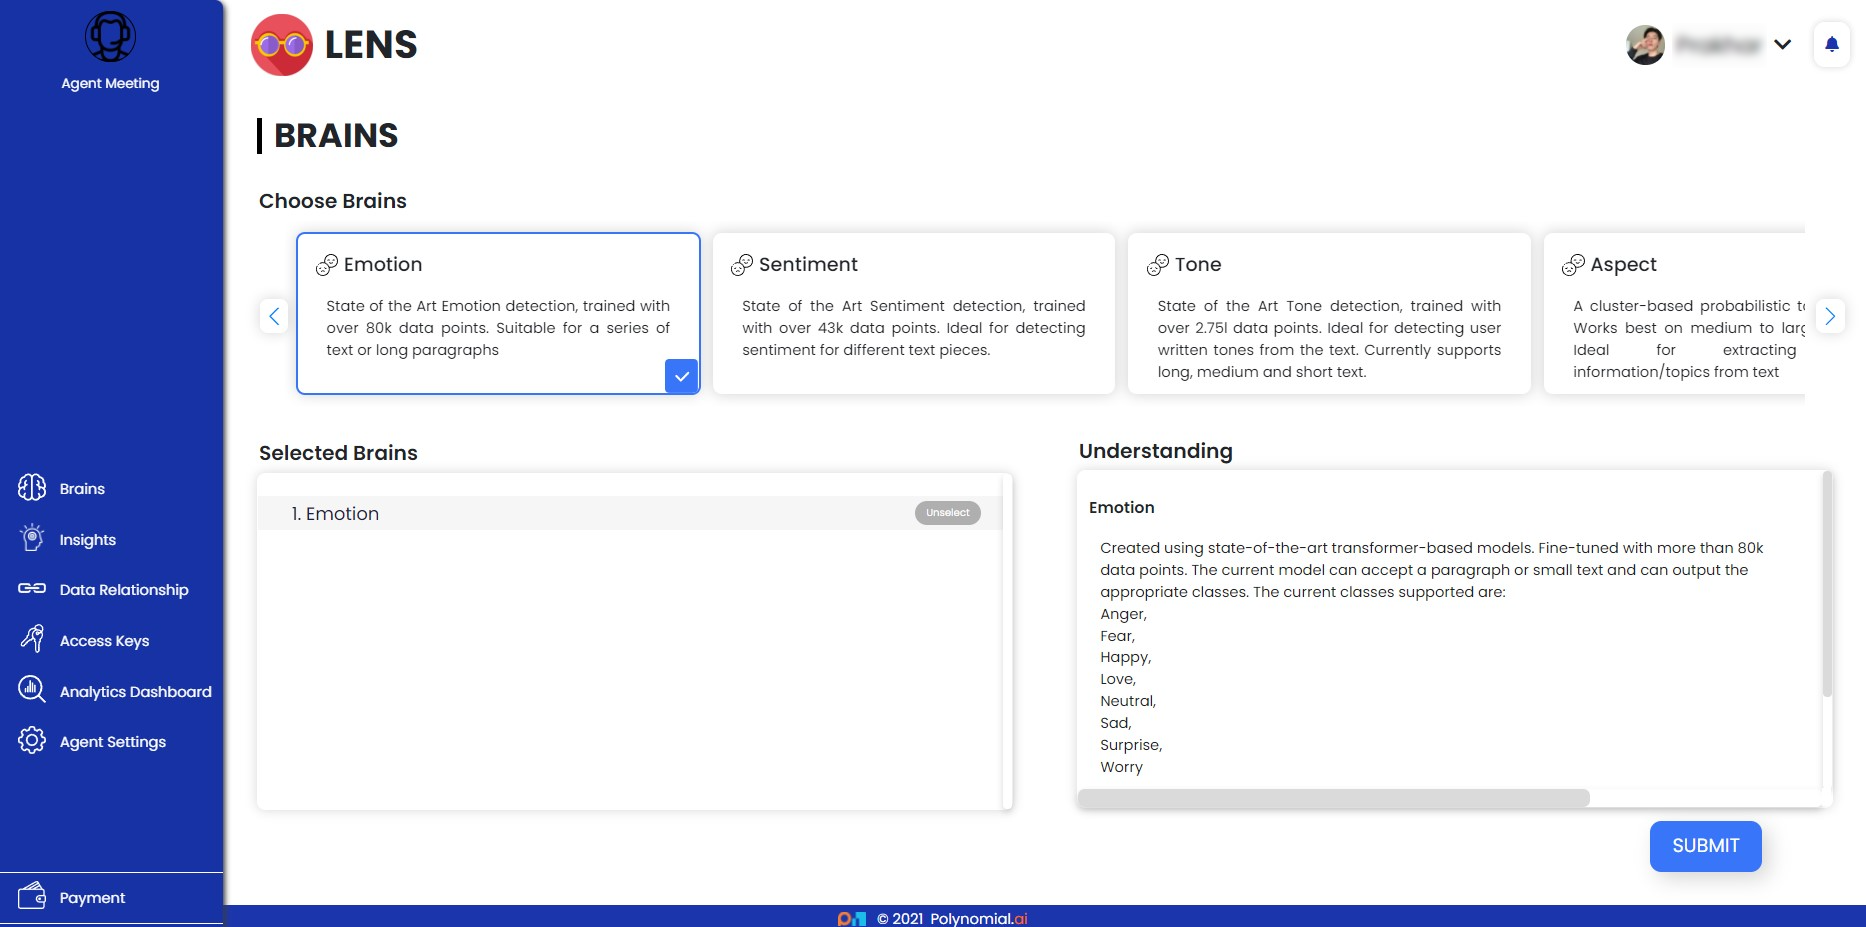 Agent Meeting
LENS
BRAINS
Choose Brains
Emotion
State of the Art Emotion detection, trained with
over 80k data points. Suitable for a series of
text or long paragraphs
Sentiment
State of the Art Sentiment detection, trained
with over 43k data points. Ideal for detecting
sentiment for different text pieces.
Tone
State of the Art Tone detection, trained with
over 2.75l data points. Ideal for detecting user
written tones from the text. Currently supports
long, medium and short text.
Aspect
A cluster-based probabilistic
Works best on medium to
Ideal for extracting
information/topics from text
Selected Brains
1. Emotion
Unselect
Understanding
Emotion
Created using state-of-the-art transformer-based models. Fine-tuned with more than 80k
data points. The current model can accept a paragraph or small text and can output the
appropriate classes. The current classes supported are:
Anger,
Fear,
Happy,
Love,
Neutral,
Sad,
Surprise,
Worry
SUBMIT
Brains
Insights
Data Relationship
Access Keys
Analytics Dashboard
Agent Settings
Payment
© 2021 Polynomial.ai